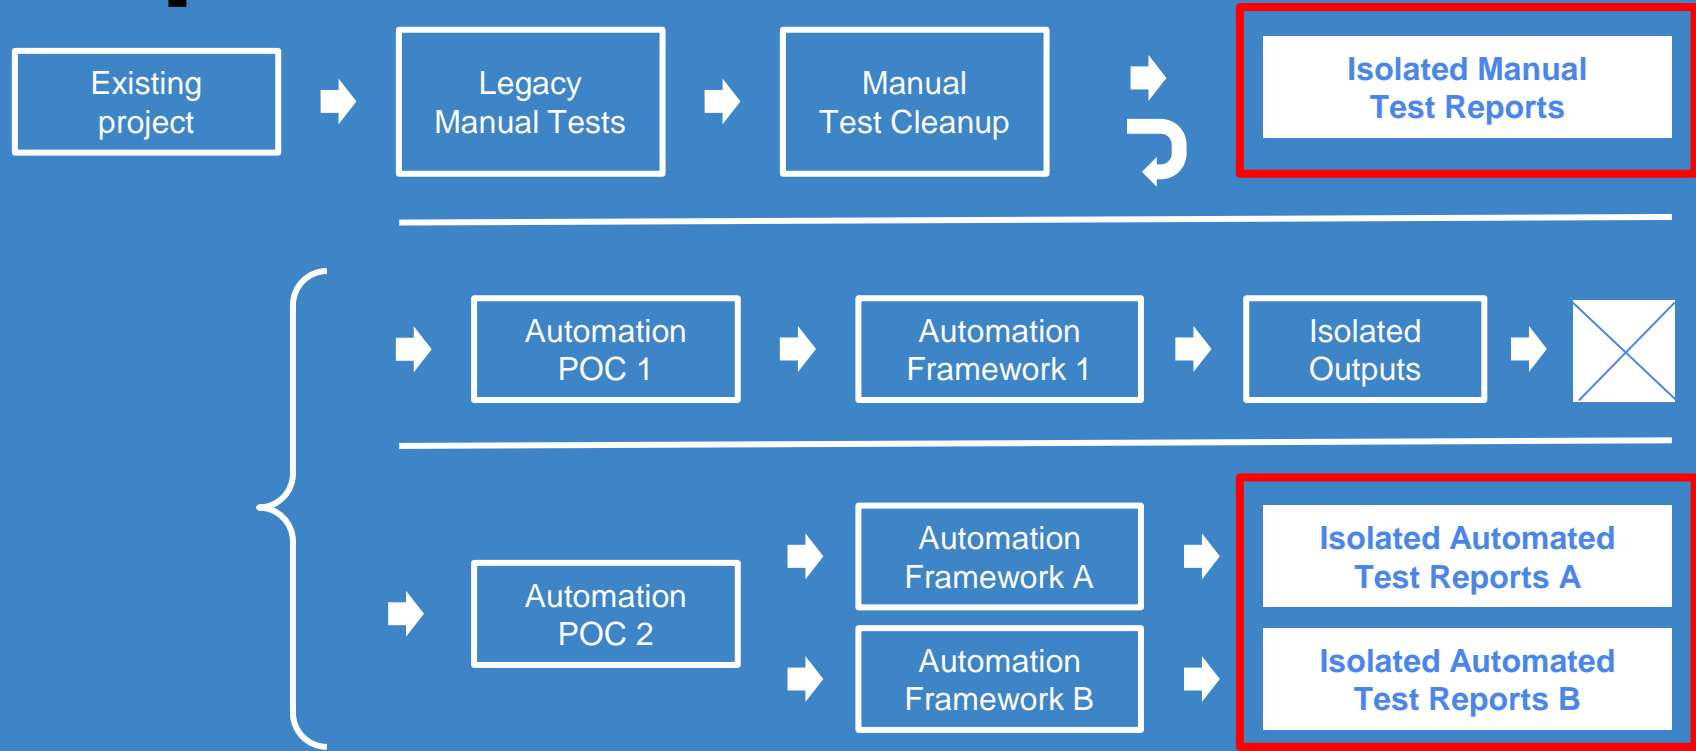 Existing
project
Legacy
Manual Tests
Manual
Test Cleanup
Isolated Manual
Test Reports
Automation
POC 1
Automation
Framework 1
Isolated
Outputs
Automation
POC 2
Automation
Framework A
Isolated Automated
Test Reports A
Automation
Framework B
Isolated Automated
Test Reports B